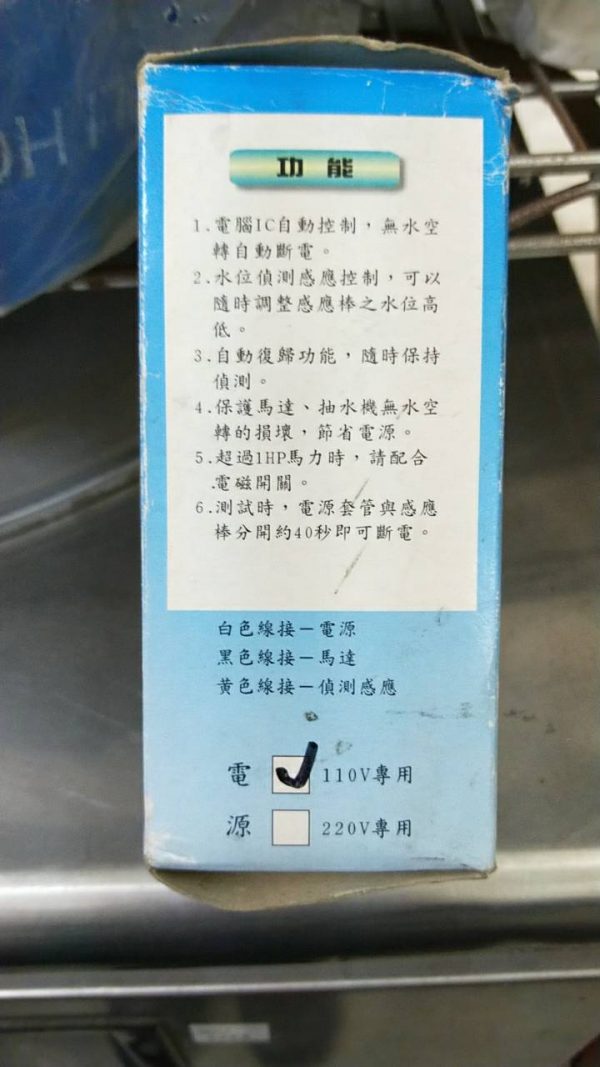 功能
1.電腦IC自動控制，無水空
轉自動斷電。
2.水位偵測感應控制，可以
隨時調整感應棒之水位高
低。
3.自動復歸功能，隨時保持
偵測。
4.保護馬達、抽水機無水空
轉的損壞，節省電源。
5.超過1HP馬力時，請配合
電磁開關。
6.測試時，電源套管與感應
棒分開約40秒即可斷電。
白色線接－電源
黑色線接－馬達
黃色線接－偵測感應
電 110V專用
源 220V專用